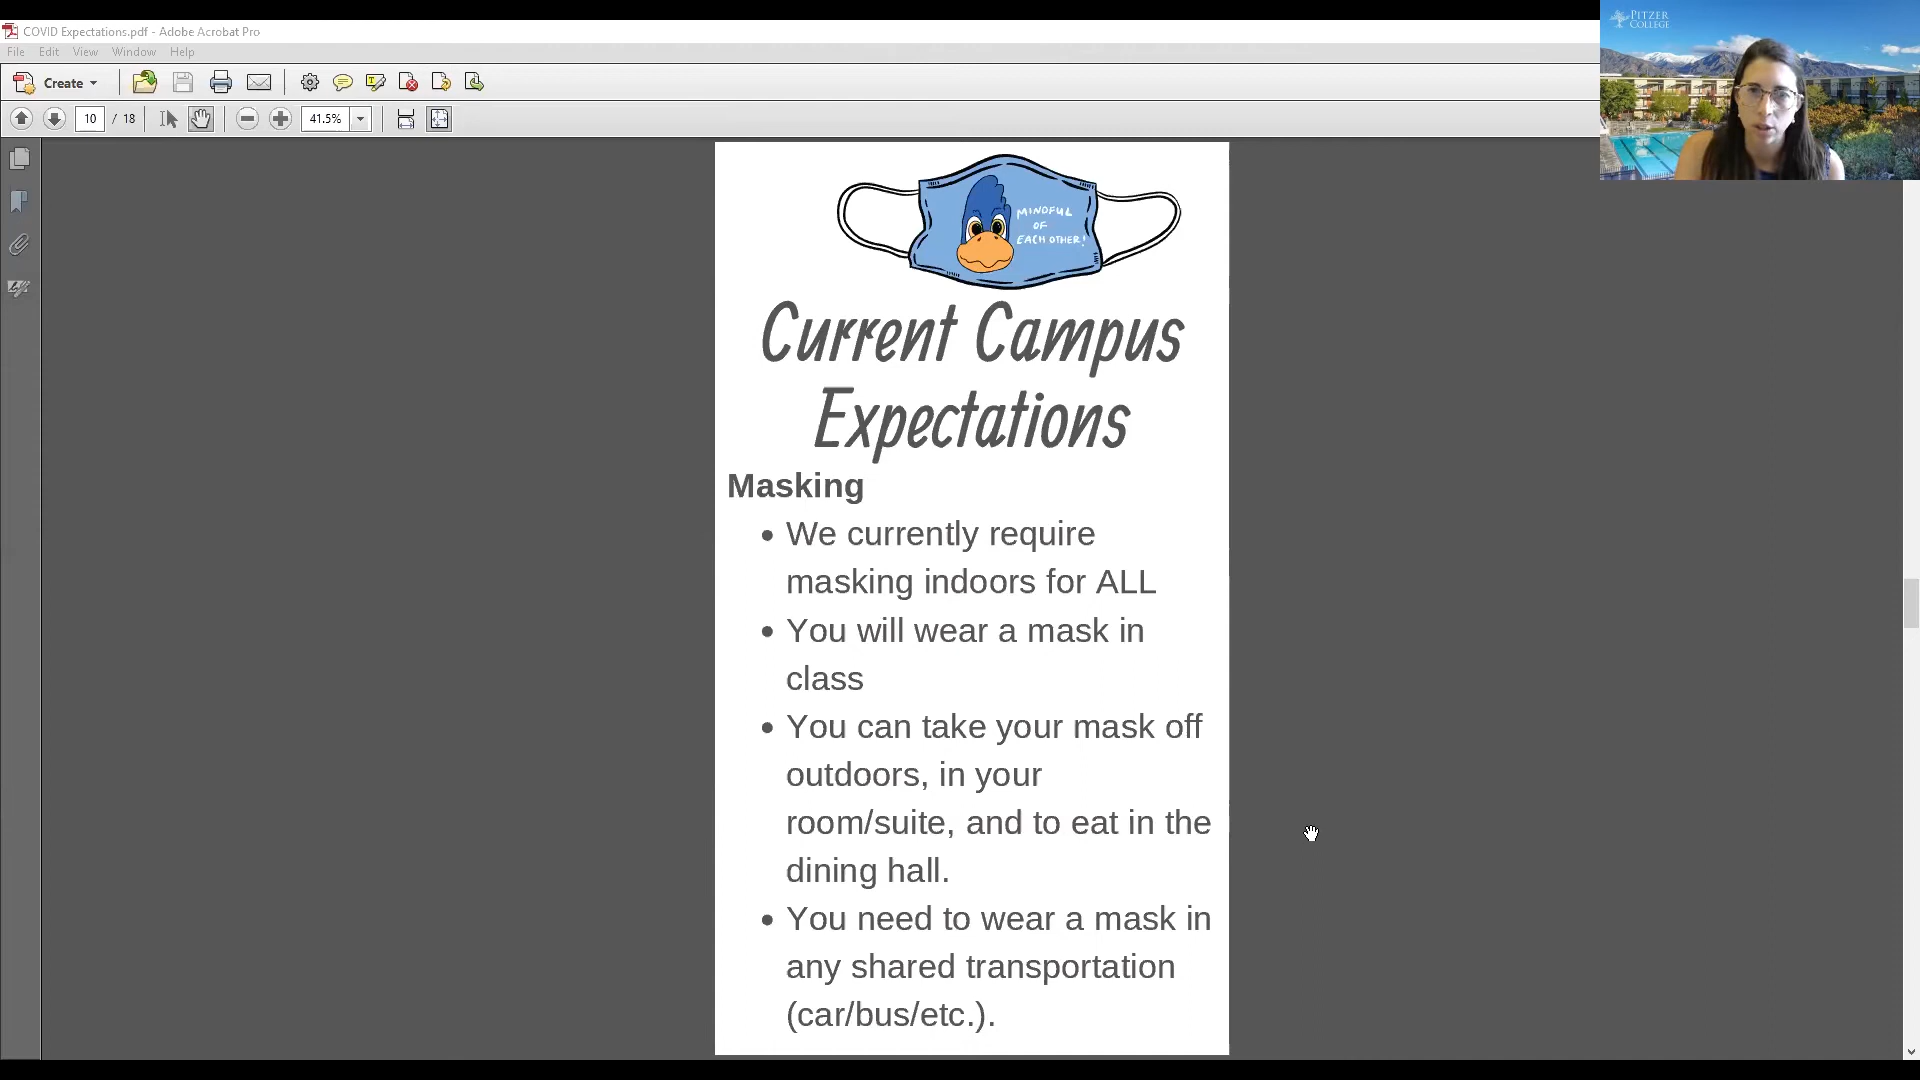 COVID Expectations.pdf - Adobe Acrobat Pro
File Edit View Window Help
Create
10 / 18 41.5%
PITZER
COLLEGE
MINDFUL
OF
EACH OTHER!
Current Campus
Expectations
Masking
• We currently require
masking indoors for ALL
• You will wear a mask in
class
• You can take your mask off
outdoors, in your
room/suite, and to eat in the
dining hall.
• You need to wear a mask in
any shared transportation
(car/bus/etc.).